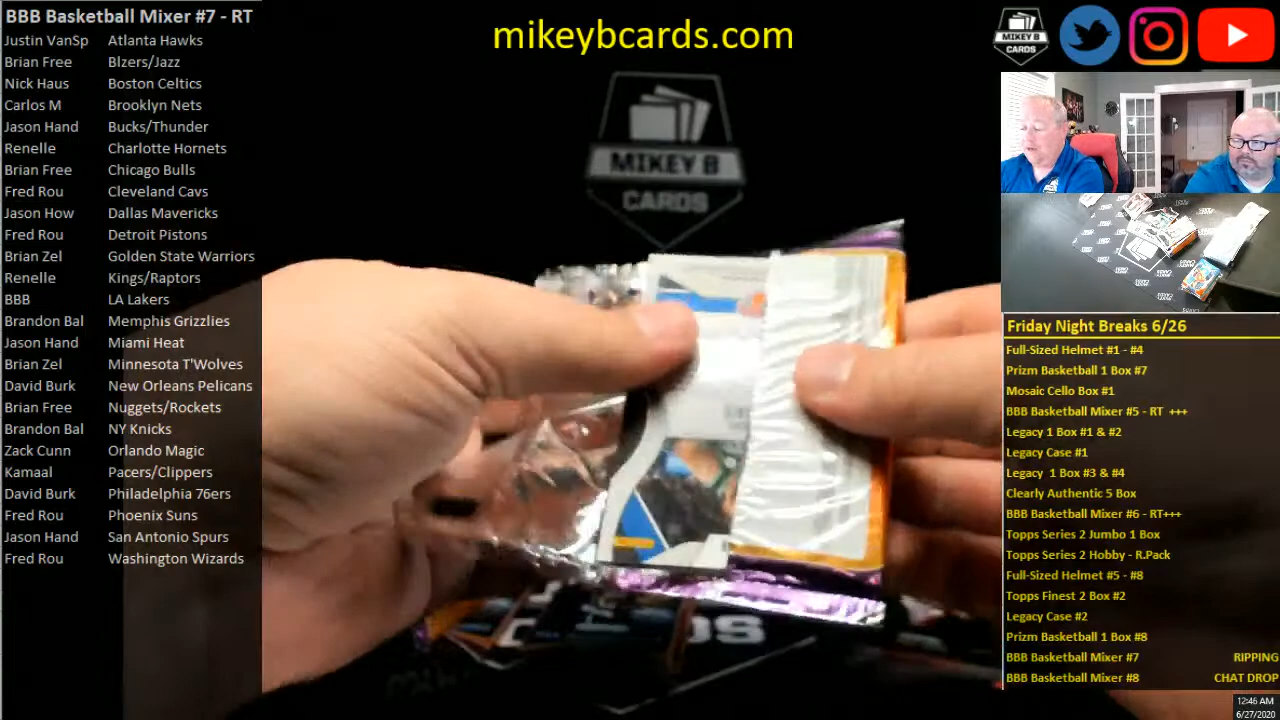 BBB Basketball Mixer #7 - RT
Justin VanSp Atlanta Hawks
Brian Free Blzers/Jazz
Nick Haus Boston Celtics
Carlos M Brooklyn Nets
Jason Hand Bucks/Thunder
Renelle Charlotte Hornets
Brian Free Chicago Bulls
Fred Rou Cleveland Cavs
Jason How Dallas Mavericks
Fred Rou Detroit Pistons
Brian Zel Golden State Warriors
Renelle Kings/Raptors
BBB LA Lakers
Brandon Bal Memphis Grizzlies
Jason Hand Miami Heat
Brian Zel Minnesota T'Wolves
David Burk New Orleans Pelicans
Brian Free Nuggets/Rockets
Brandon Bal NY Knicks
Zack Cunn Orlando Magic
Kamaal Pacers/Clippers
David Burk Philadelphia 76ers
Fred Rou Phoenix Suns
Jason Hand San Antonio Spurs
Fred Rou Washington Wizards
mikeybcards.com
MIKEY B
CARDS
MIKEY B
CARDS
Friday Night Breaks 6/26
Full-Sized Helmet #1 - #4
Prizm Basketball 1 Box #7
Mosaic Cello Box #1
BBB Basketball Mixer #5 - RT +++
Legacy 1 Box #1 & #2
Legacy Case #1
Legacy 1 Box #3 & #4
Clearly Authentic 5 Box
BBB Basketball Mixer #6 - RT+++
Topps Series 2 Jumbo 1 Box
Topps Series 2 Hobby - R.Pack
Full-Sized Helmet #5 - #8
Topps Finest 2 Box #2
Legacy Case #2
Prizm Basketball 1 Box #8
BBB Basketball Mixer #7 RIPPING
BBB Basketball Mixer #8 CHAT DROP
12:46 AM
6/27/2020